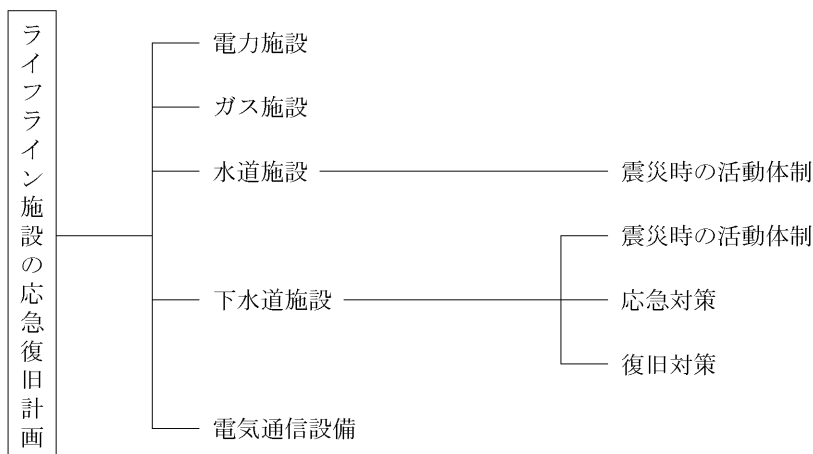 ライフライン施設の応急復旧計画
電力施設
ガス施設
水道施設
震災時の活動体制
下水道施設
震災時の活動体制
応急対策
復旧対策
電気通信設備